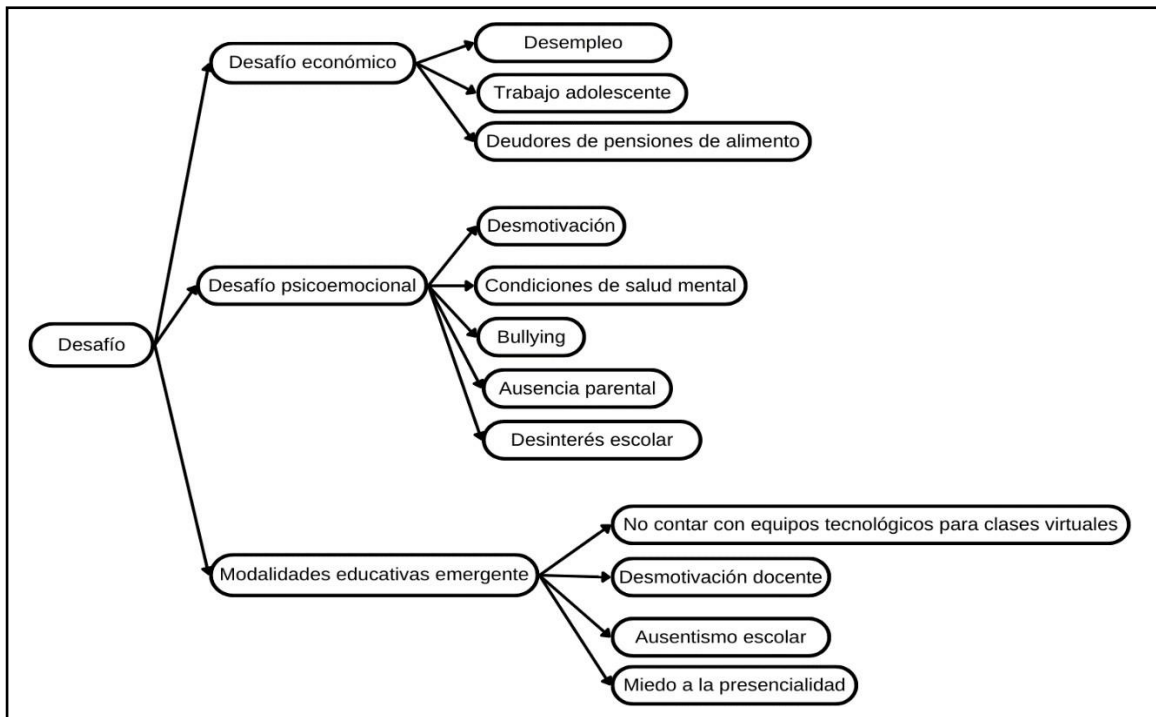 Desafío
Desafío económico
Desempleo
Trabajo adolescente
Deudores de pensiones de alimento
Desafío psicoemocional
Desmotivación
Condiciones de salud mental
Bullying
Ausencia parental
Desinterés escolar
Modalidades educativas emergente
No contar con equipos tecnológicos para clases virtuales
Desmotivación docente
Ausentismo escolar
Miedo a la presencialidad